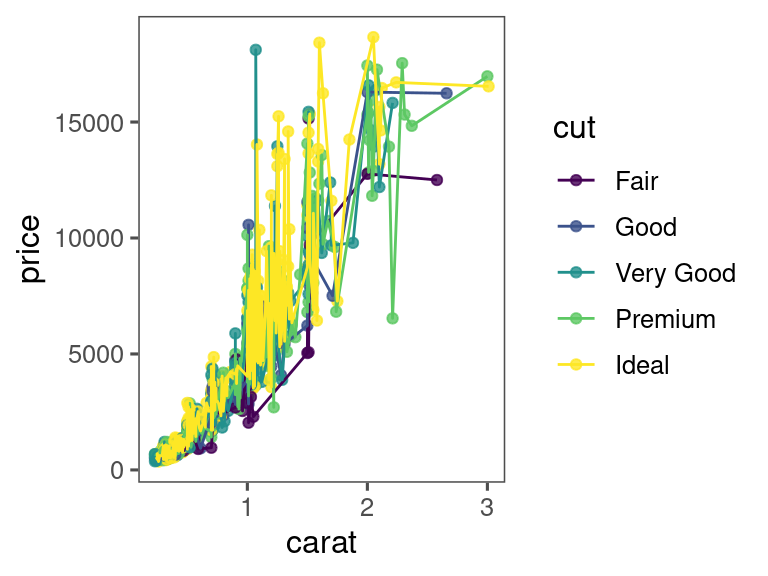 15000
10000
5000
0
price
1 2 3
carat
cut
Fair
Good
Very Good
Premium
Ideal